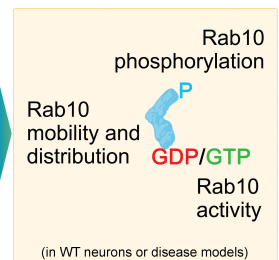 Rab10
phosphorylation
P
Rab10
mobility and
distribution
GDP/GTP
Rab10
activity
(in WT neurons or disease models)